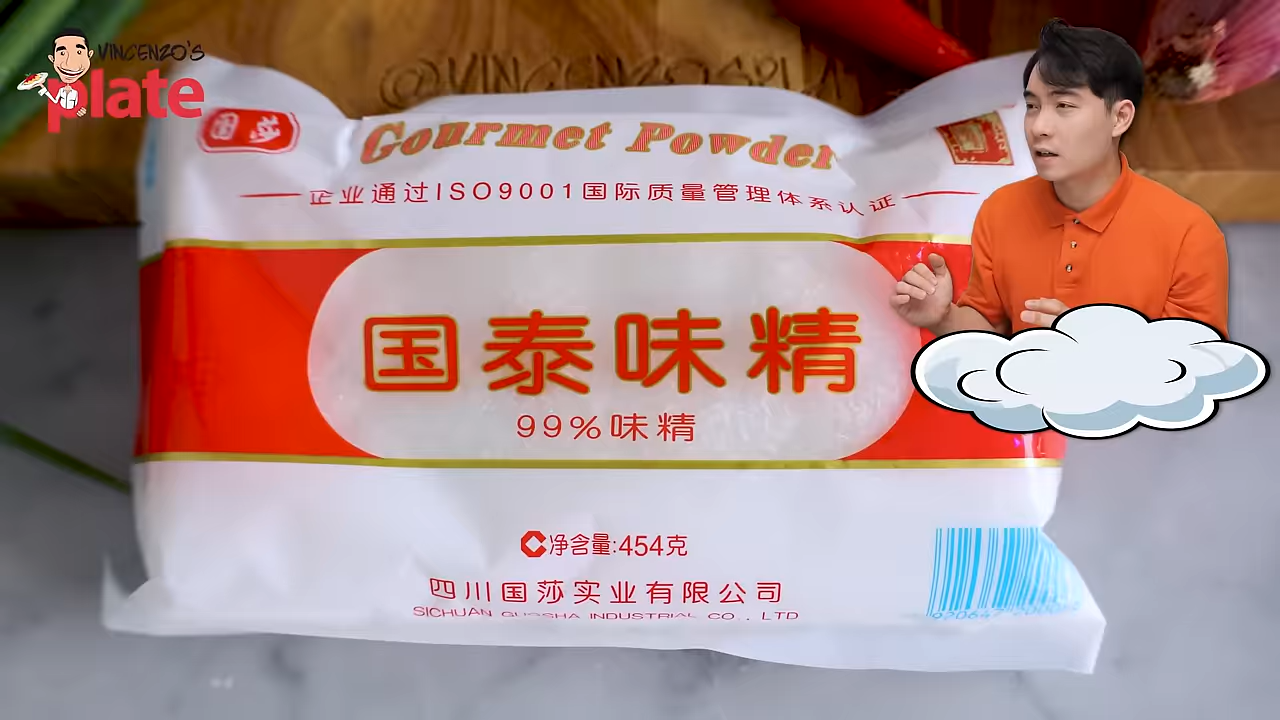 VINCENZO'S
plate
@VINCENZOSPLA
国泰
Gourmet Powder
企业通过ISO9001国际质量管理体系认证
国泰味精
99%味精
净含量:454克
四川国莎实业有限公司
SICHUAN GUOSHA INDUSTRIAL CO., LTD